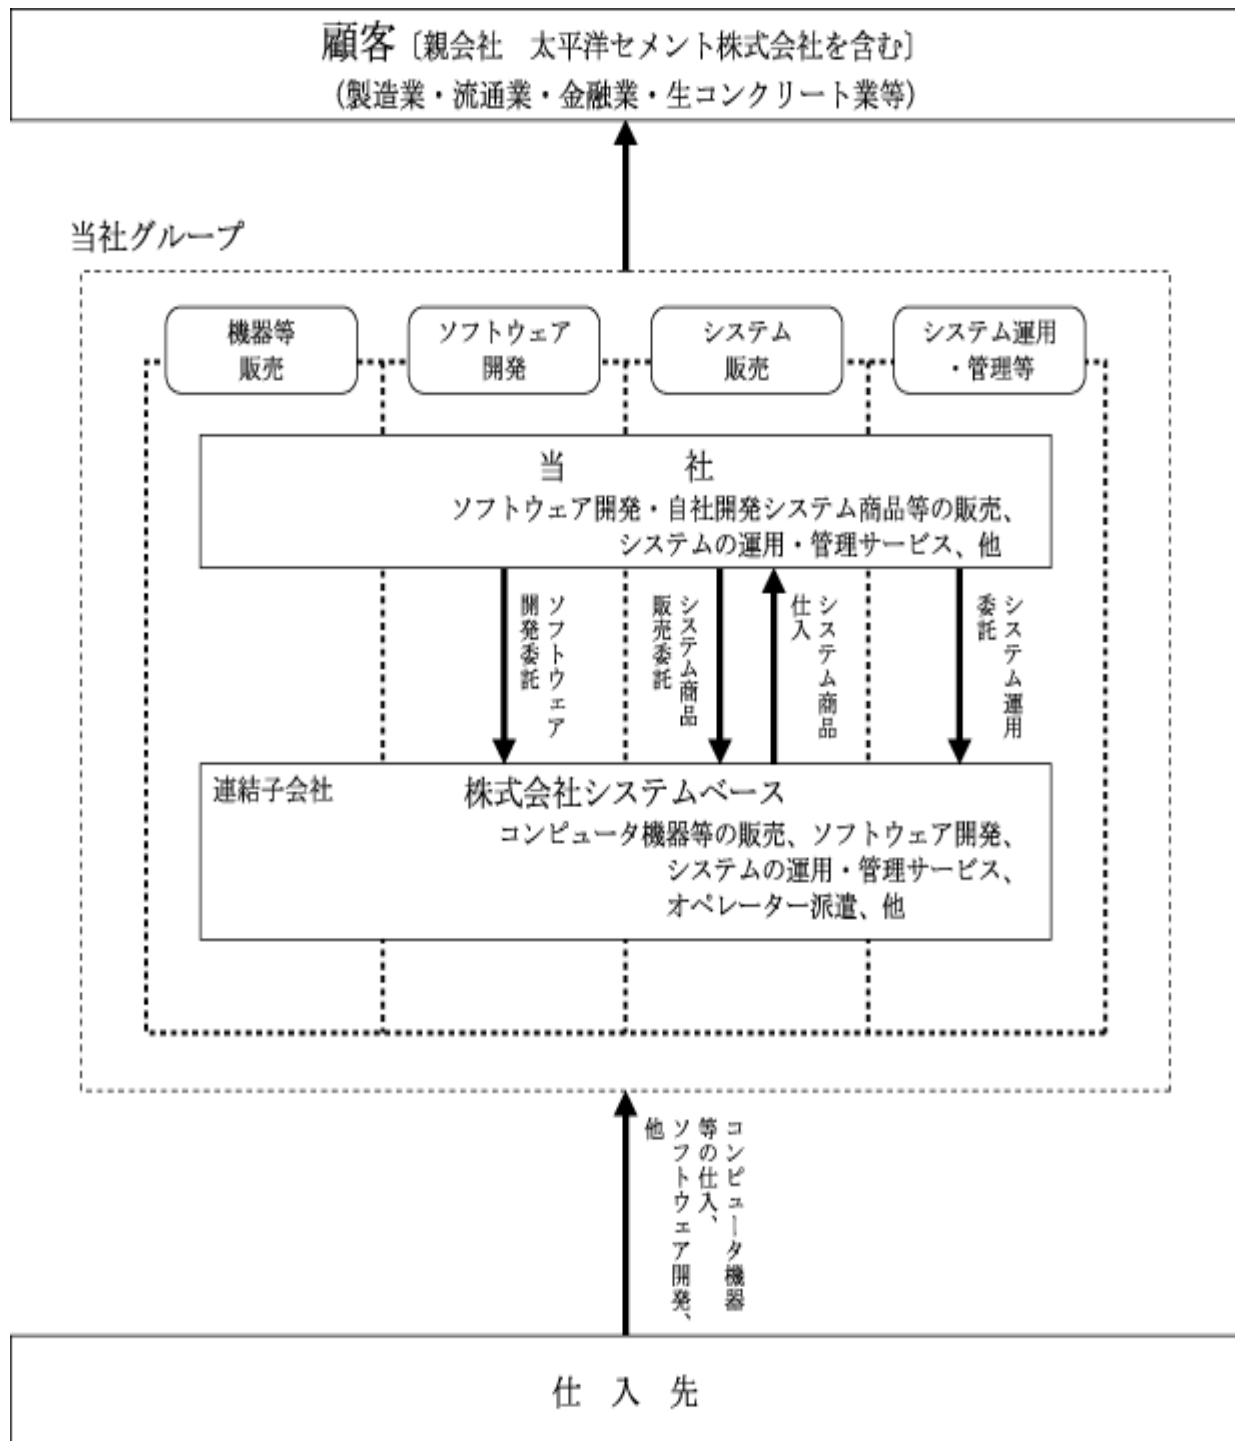 顧客〔親会社　太平洋セメント株式会社を含む〕
(製造業・流通業・金融業・生コンクリート業等)
当社グループ
機器等
販売
ソフトウェア
開発
システム
販売
システム運用
・管理等
当　　社
ソフトウェア開発・自社開発システム商品等の販売、
システムの運用・管理サービス、他
ソフトウェア
開発委託
システム商品
販売委託
システム商品
仕入
システム運用
委託
連結子会社
株式会社システムベース
コンピュータ機器等の販売、ソフトウェア開発、
システムの運用・管理サービス、
オペレーター派遣、他
コンピュータ機器
等の仕入、
ソフトウェア開発、
他
仕　入　先